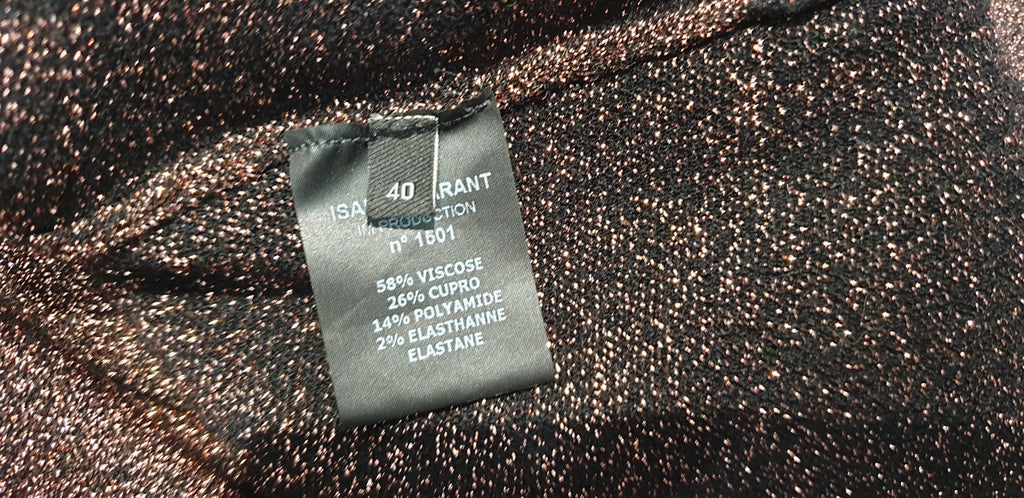 40
ISA ARANT
IM PRODUCTION
n° 1601
58% VISCOSE
26% CUPRO
14% POLYAMIDE
2% ELASTHANNE
ELASTANE